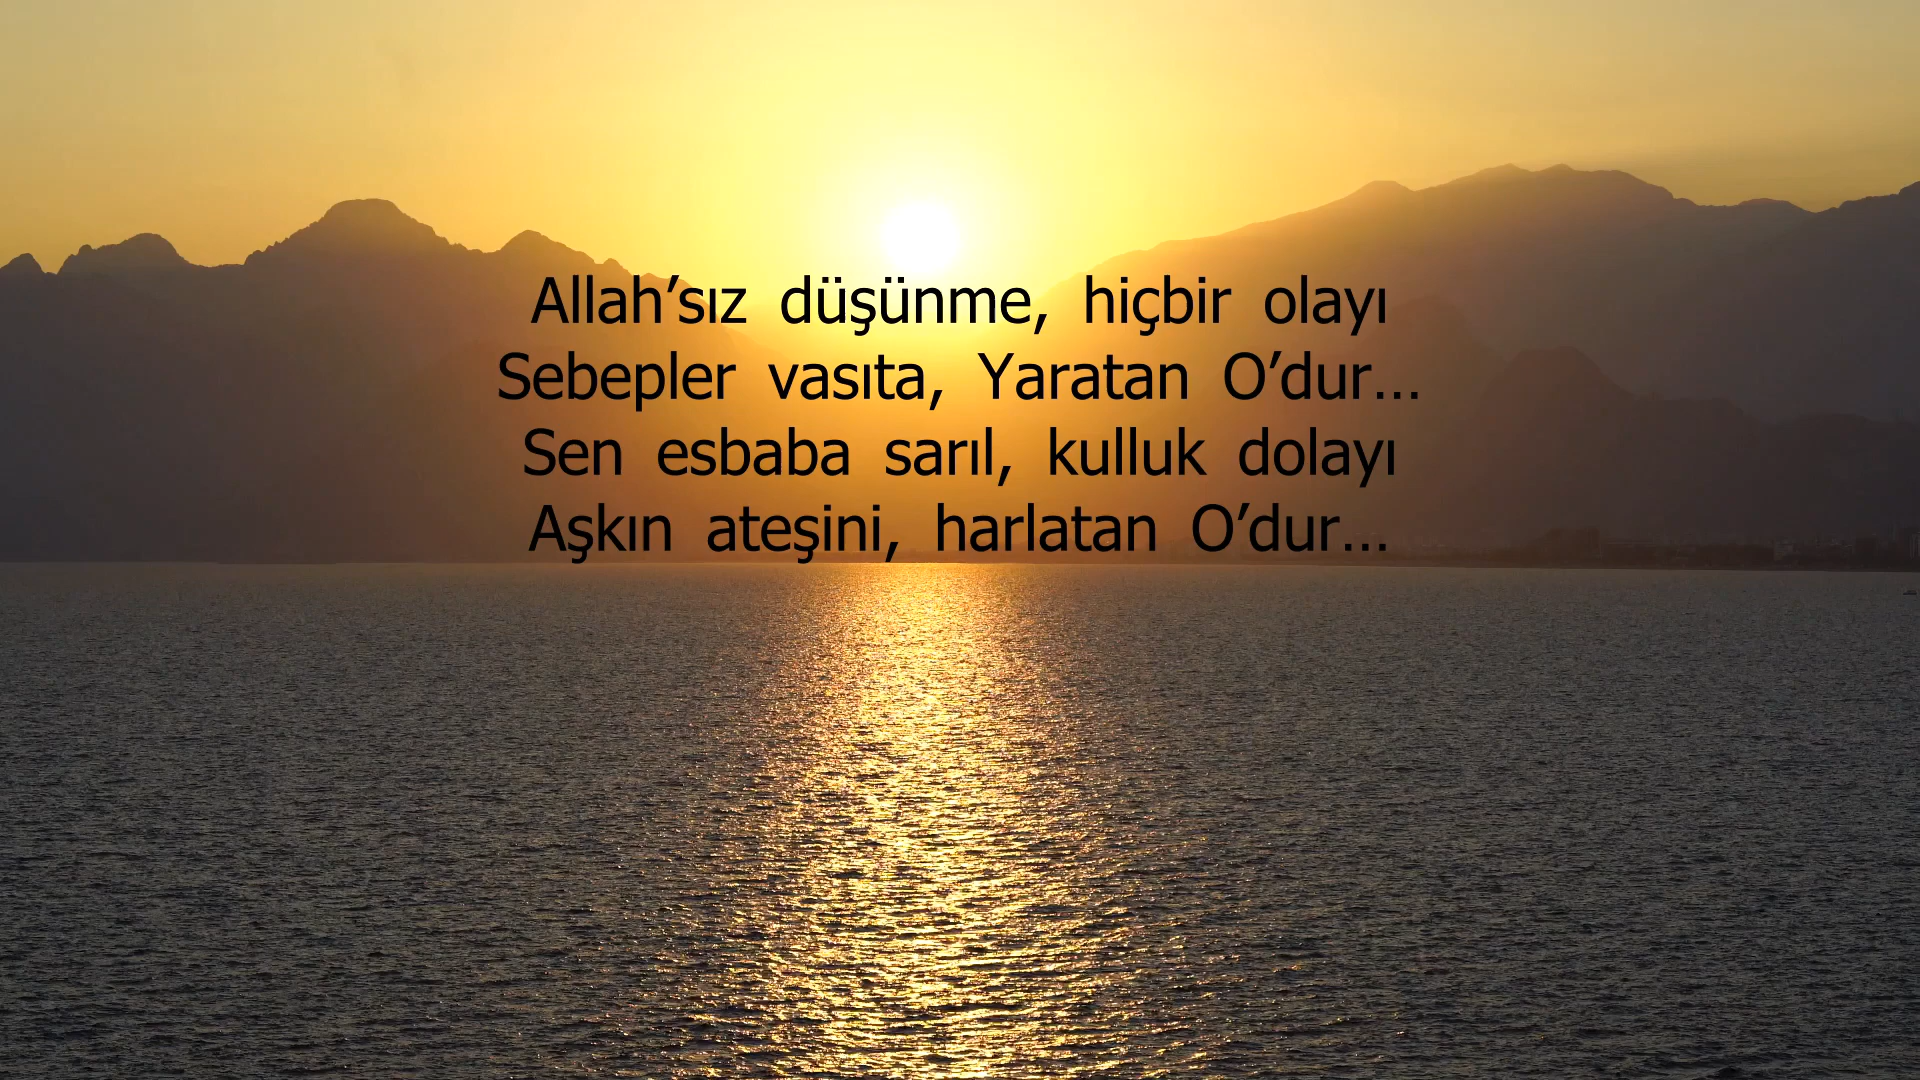 Allah’sız düşünme, hiçbir olayı
Sebepler vasıta, Yaratan O’dur…
Sen esbaba sarıl, kulluk dolayı
Aşkın ateşini, harlatan O’dur…